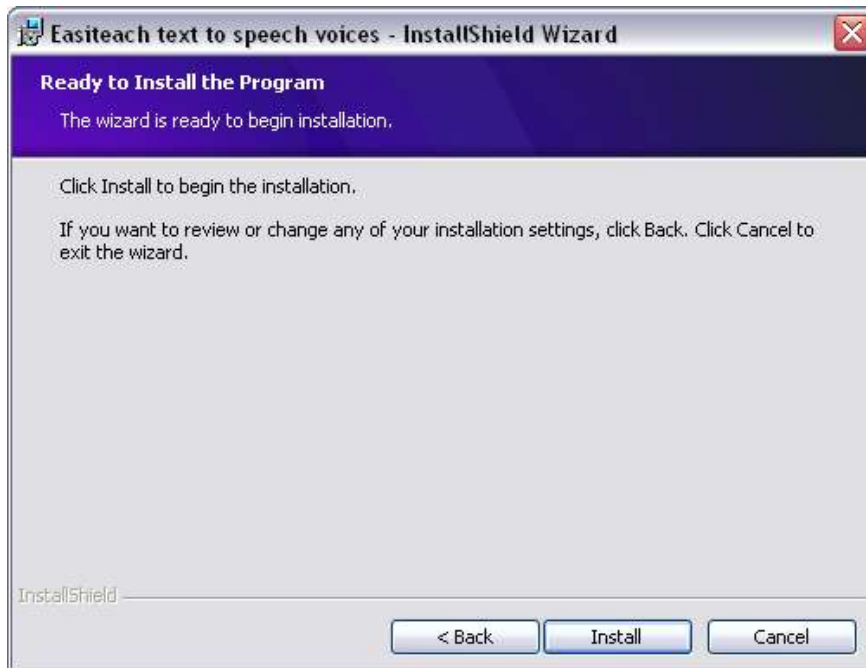 Easiteach text to speech voices - InstallShield Wizard
Ready to Install the Program
The wizard is ready to begin installation.
Click Install to begin the installation.
If you want to review or change any of your installation settings, click Back. Click Cancel to
exit the wizard.
InstallShield
< Back
Install
Cancel